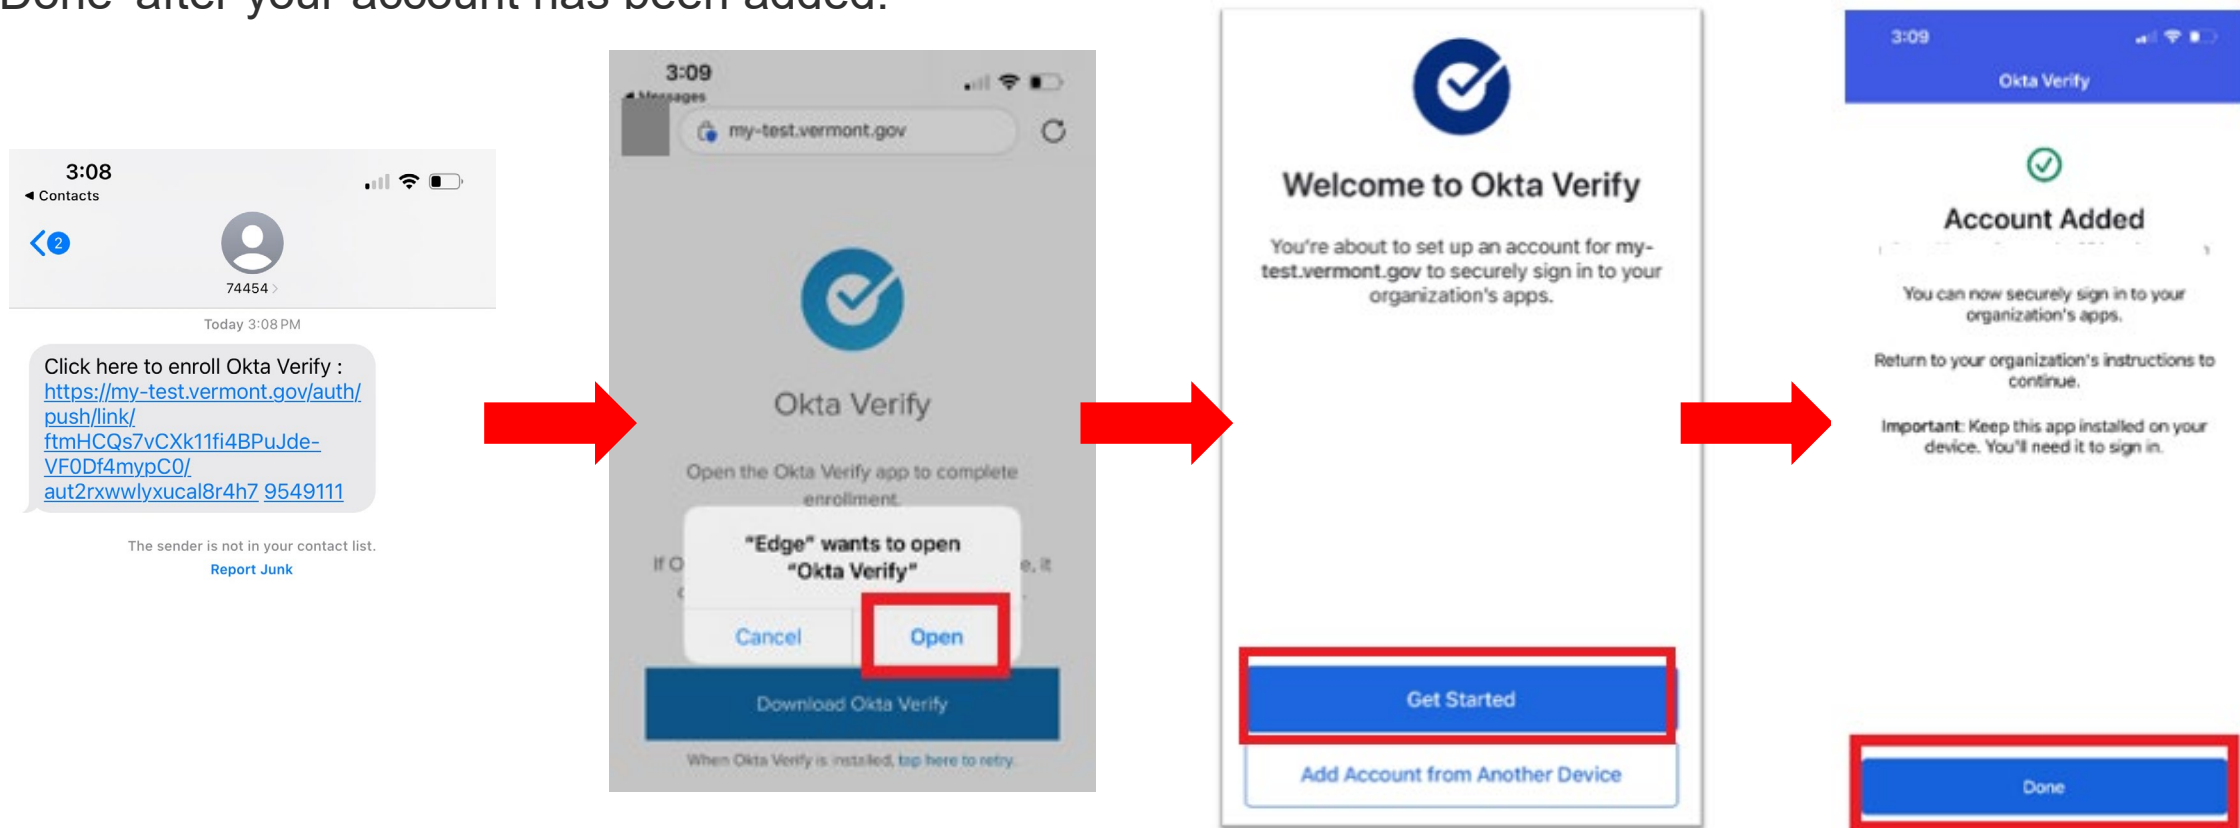 Done' after your account has been added.
3:08
Contacts
2
74454
Today 3:08 PM
Click here to enroll Okta Verify :
https://my-test.vermont.gov/auth/
push/link/
ftmHCQs7vCXk11fi4BPuJde-
VF0Df4mypC0/
aut2rxwwlyxucal8r4h7 9549111
The sender is not in your contact list.
Report Junk
3:09
Messages
my-test.vermont.gov
Okta Verify
Open the Okta Verify app to complete
enrollment.
If O
e, it
"Edge" wants to open
"Okta Verify"
Cancel
Open
Download Okta Verify
When Okta Verify is installed, tap here to retry.
Welcome to Okta Verify
You're about to set up an account for my-
test.vermont.gov to securely sign in to your
organization's apps.
Get Started
Add Account from Another Device
3:09
Okta Verify
Account Added
You can now securely sign in to your
organization's apps.
Return to your organization's instructions to
continue.
Important: Keep this app installed on your
device. You'll need it to sign in.
Done